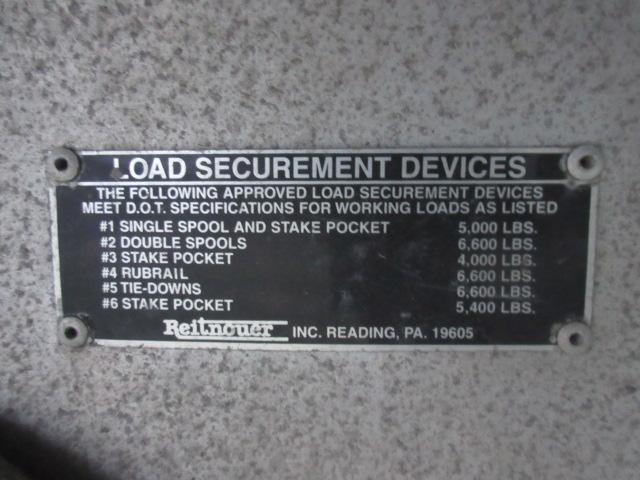 LOAD SECUREMENT DEVICES
THE FOLLOWING APPROVED LOAD SECUREMENT DEVICES
MEET D.O.T. SPECIFICATIONS FOR WORKING LOADS AS LISTED
#1 SINGLE SPOOL AND STAKE POCKET 5,000 LBS.
#2 DOUBLE SPOOLS 6,600 LBS.
#3 STAKE POCKET 4,000 LBS.
#4 RUBRAIL 6,600 LBS.
#5 TIE-DOWNS 6,600 LBS.
#6 STAKE POCKET 5,400 LBS.
Reitnouer INC. READING, PA. 19605